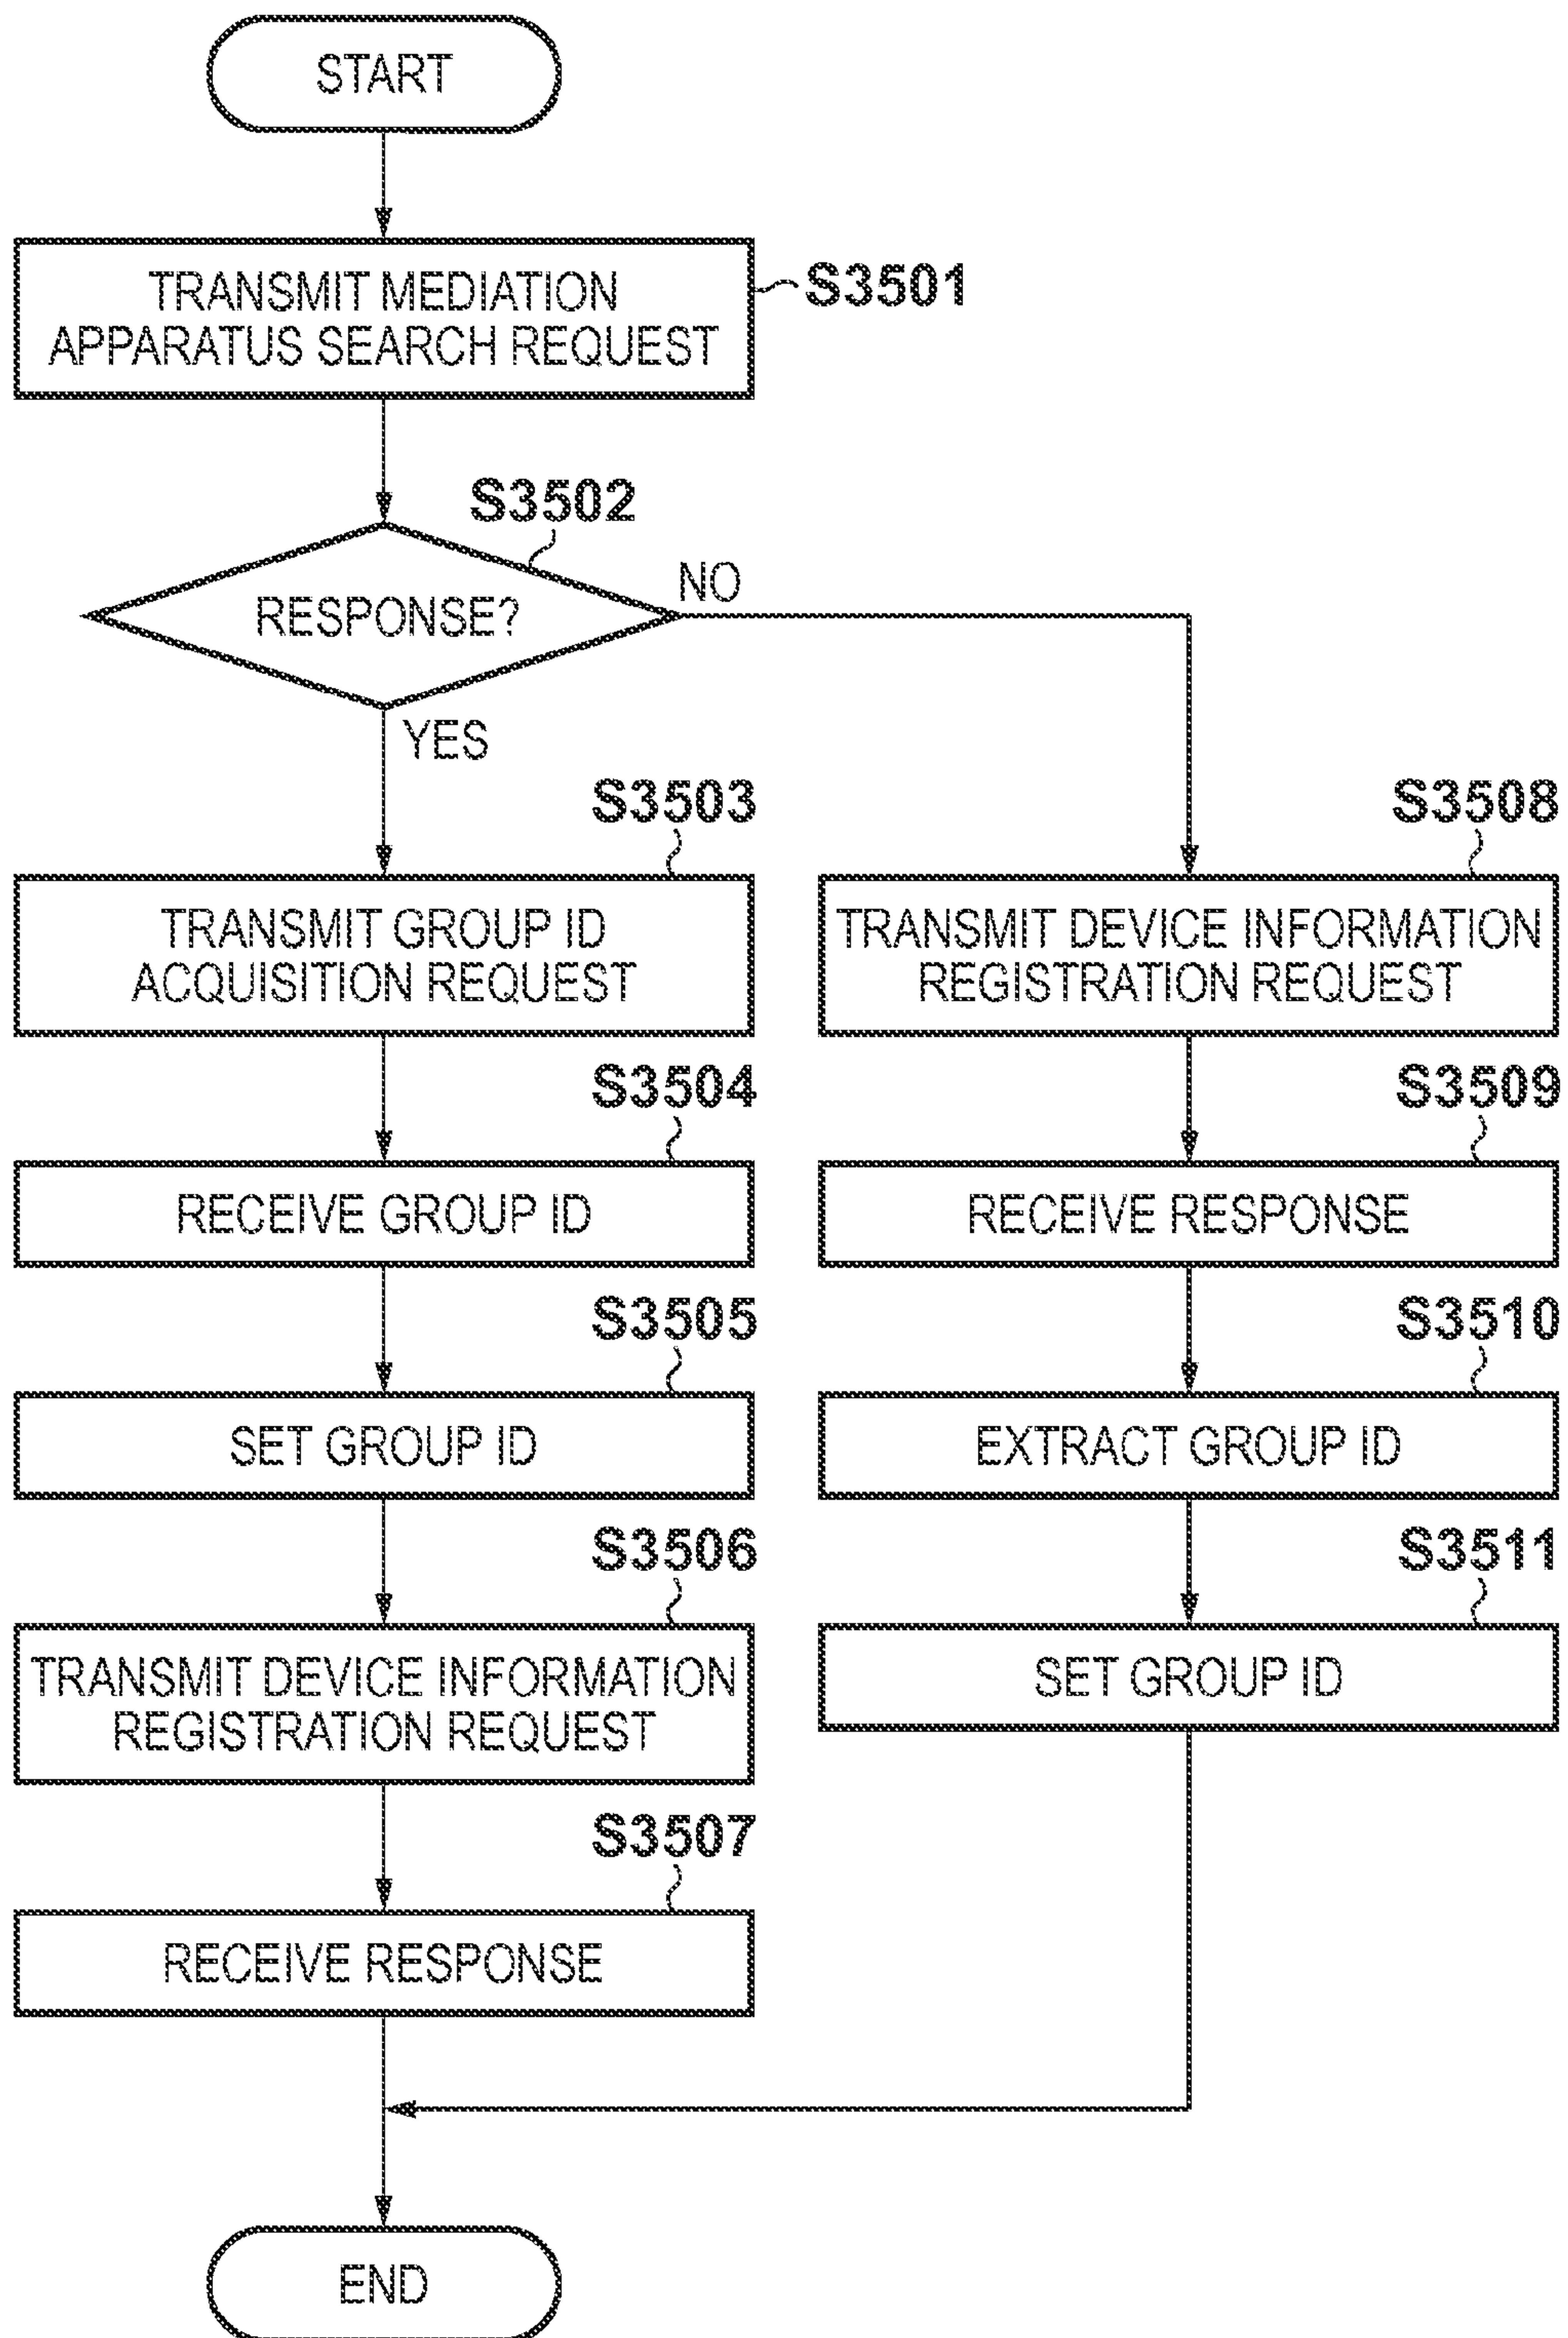 START
TRANSMIT MEDIATION
APPARATUS SEARCH REQUEST
S3501
S3502
RESPONSE?
NO
YES
S3503
TRANSMIT GROUP ID
ACQUISITION REQUEST
S3504
RECEIVE GROUP ID
S3505
SET GROUP ID
S3506
TRANSMIT DEVICE INFORMATION
REGISTRATION REQUEST
S3507
RECEIVE RESPONSE
S3508
TRANSMIT DEVICE INFORMATION
REGISTRATION REQUEST
S3509
RECEIVE RESPONSE
S3510
EXTRACT GROUP ID
S3511
SET GROUP ID
END